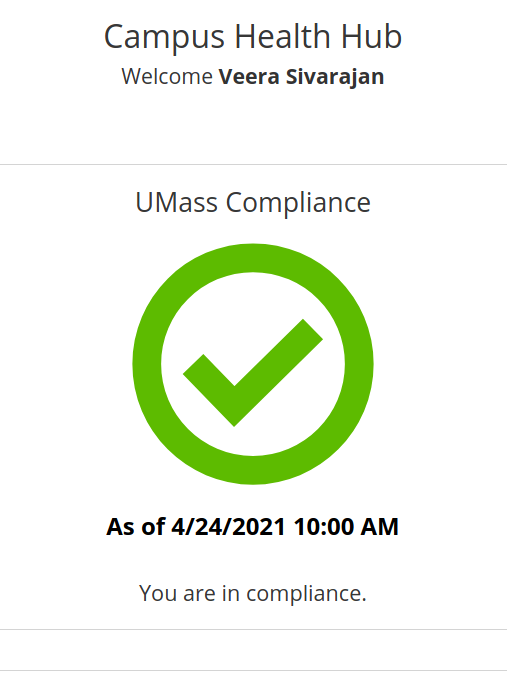 Campus Health Hub
Welcome Veera Sivarajan
UMass Compliance
As of 4/24/2021 10:00 AM
You are in compliance.